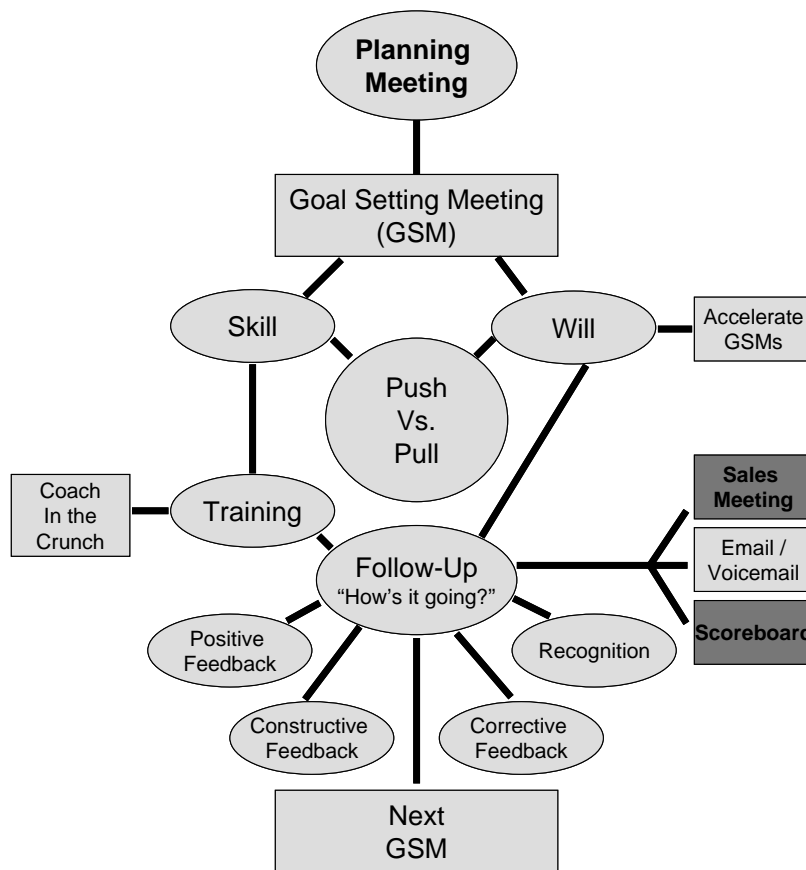 Planning
Meeting
Goal Setting Meeting
(GSM)
Skill
Will
Accelerate
GSMs
Push
Vs.
Pull
Coach
In the
Crunch
Training
Sales
Meeting
Email /
Voicemail
Scoreboard
Follow-Up
“How’s it going?”
Positive
Feedback
Recognition
Constructive
Feedback
Corrective
Feedback
Next
GSM